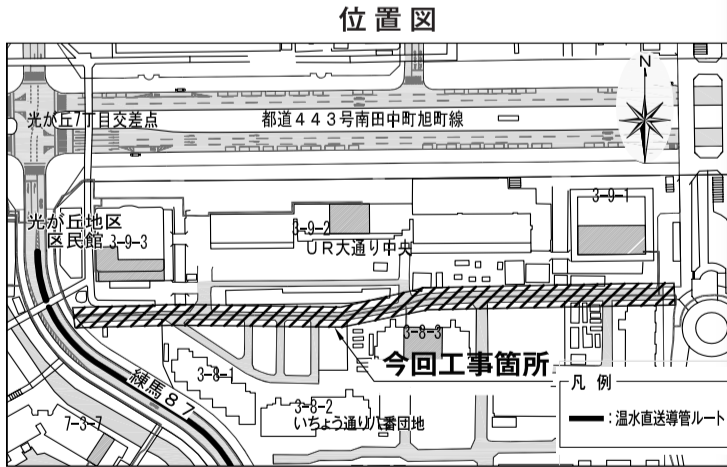 位置図
N
光が丘7丁目交差点
都道443号南田中町旭町線
3-9-1
光が丘地区
区民館
3-9-3
3-9-2
UR大通り中央
3-8-3
今回工事箇所
練馬87
3-8-1
3-8-2
いちょう通り八番団地
7-3-7
凡 例
:温水直送導管ルート